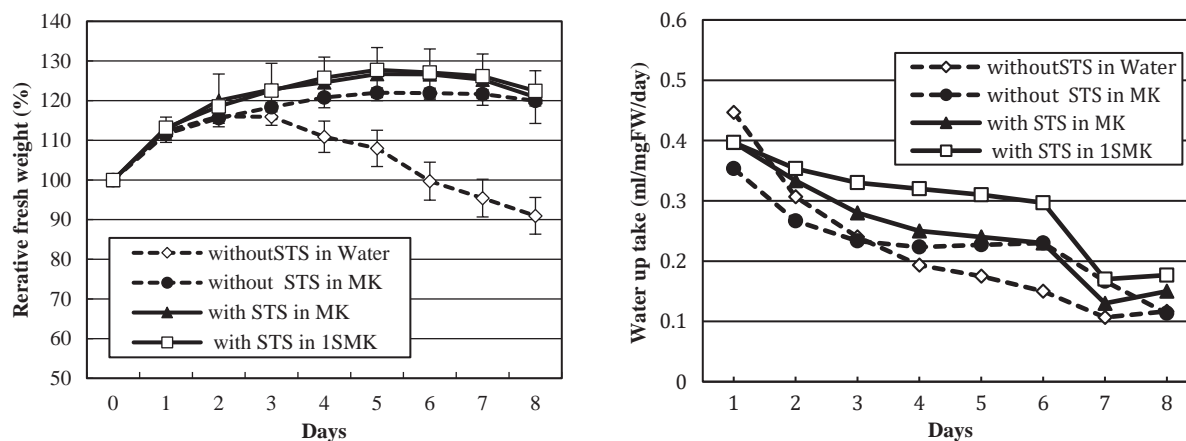 140
130
120
110
100
90
80
70
60
50
Rerative fresh weight (%)
withoutSTS in Water
without STS in MK
with STS in MK
with STS in 1SMK
0 1 2 3 4 5 6 7 8
Days
0.6
0.5
0.4
0.3
0.2
0.1
0
Water up take (ml/mgFW/day)
withoutSTS in Water
without STS in MK
with STS in MK
with STS in 1SMK
1 2 3 4 5 6 7 8
Days